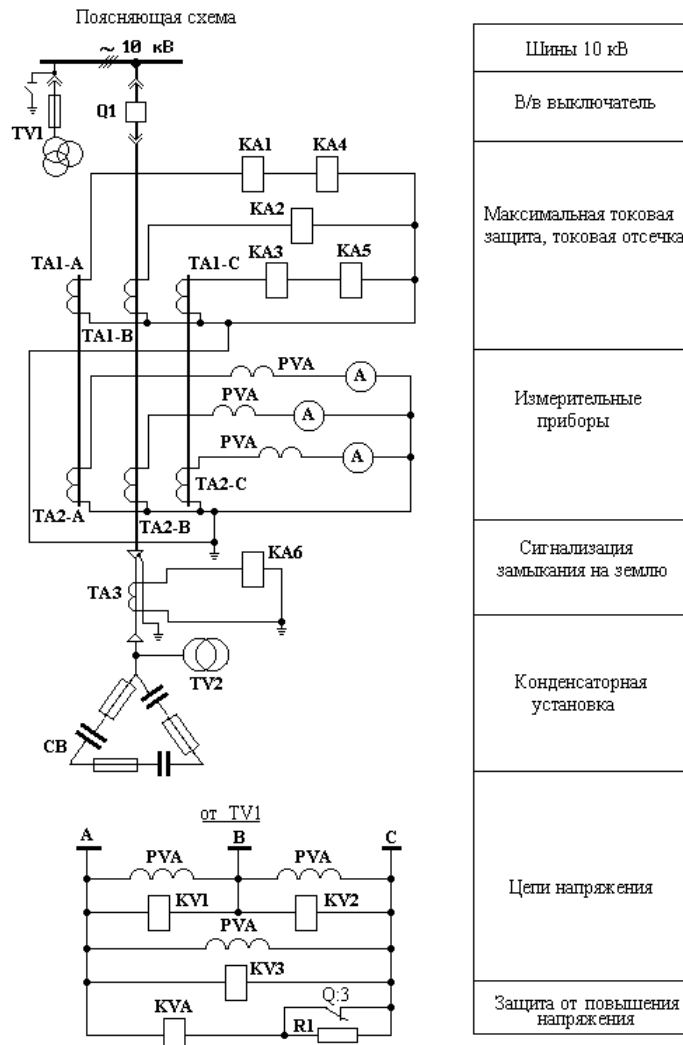 Поясняющая схема
~ 10 кВ
Q1
TV1
KA1
KA4
KA2
TA1-A
TA1-C
KA3
KA5
TA1-B
PVA
A
PVA
A
PVA
A
TA2-C
TA2-A
TA2-B
KA6
TA3
TV2
CB
от TV1
A
B
C
PVA
PVA
KV1
KV2
PVA
KV3
Q:3
KVA
R1
Шины 10 кВ
В/в выключатель
Максимальная токовая
защита, токовая отсечка
Измерительные
приборы
Сигнализация
замыкания на землю
Конденсаторная
установка
Цепи напряжения
Защита от повышения
напряжения